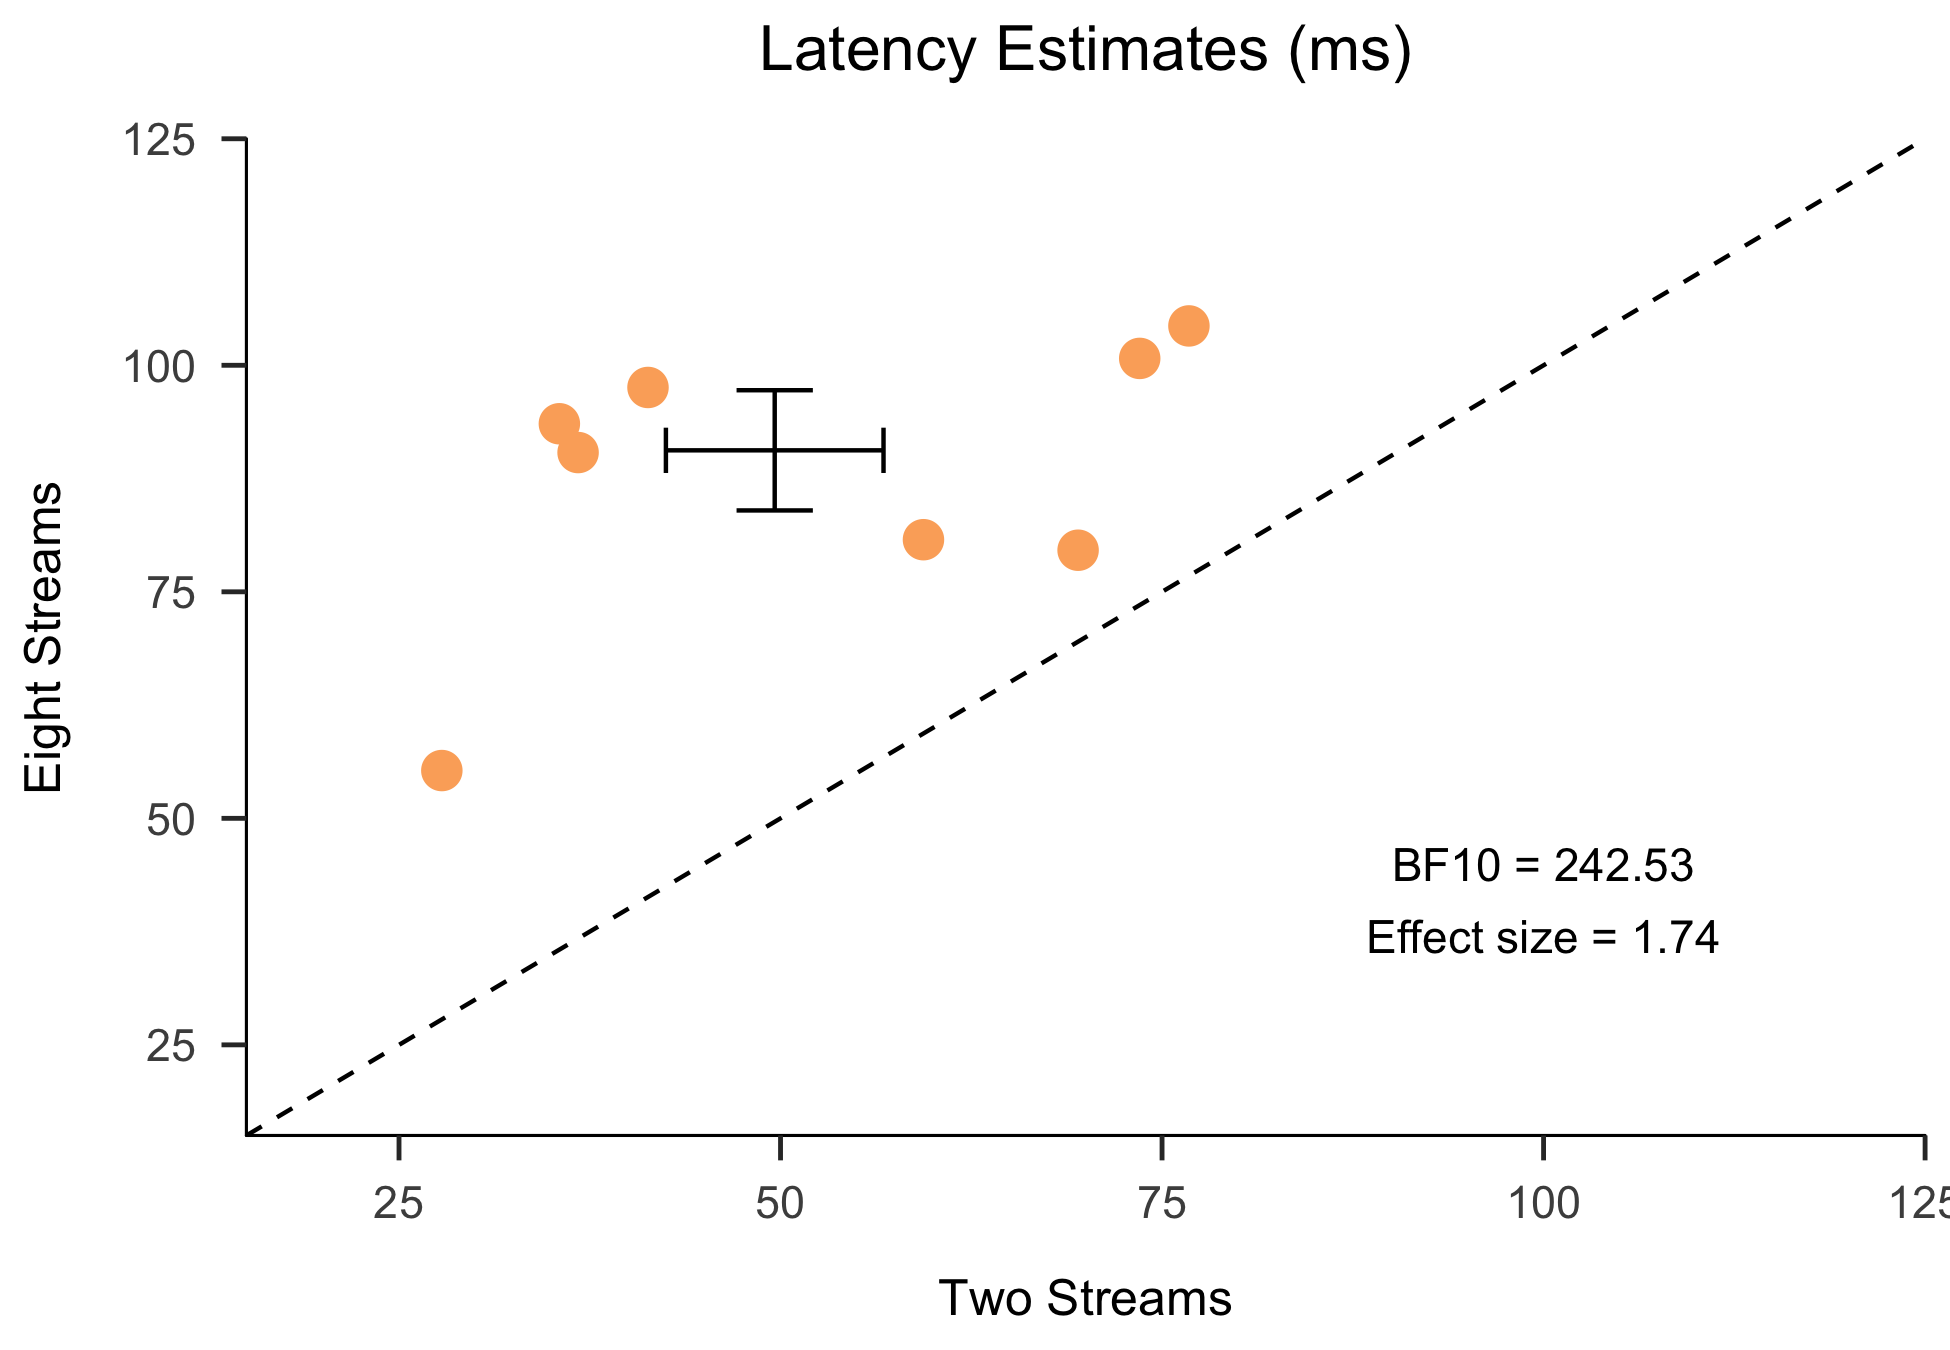 Latency Estimates (ms)
125
100
75
50
25
Eight Streams
BF10 = 242.53
Effect size = 1.74
25
50
75
100
125
Two Streams